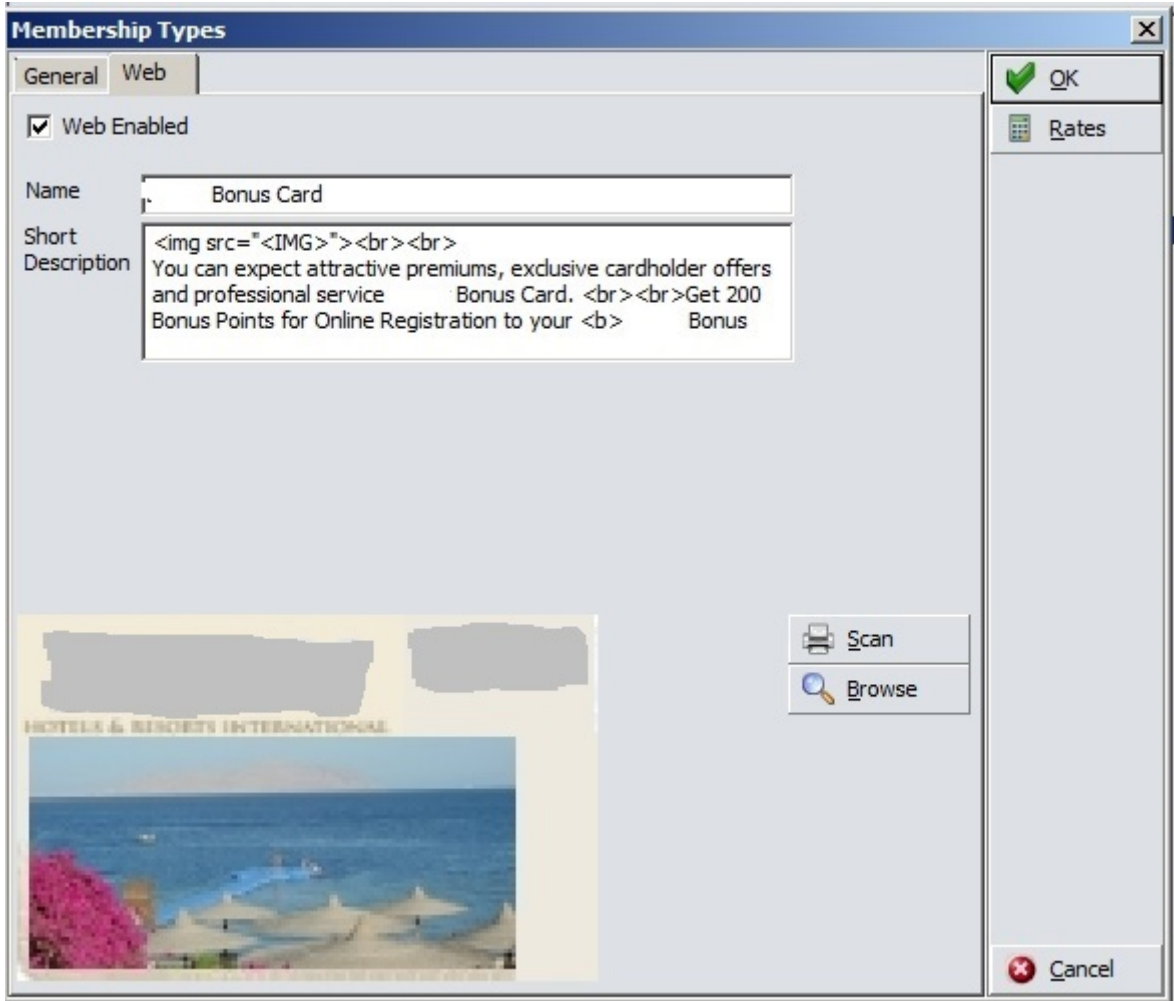 Membership Types
General Web
OK
Rates
Web Enabled
Name Bonus Card
Short Description
<img src="<IMG>"><br><br>
You can expect attractive premiums, exclusive cardholder offers
and professional service Bonus Card. <br><br>Get 200
Bonus Points for Online Registration to your <b> Bonus
Scan
Browse
HOTELS & RESORTS INTERNATIONAL
Cancel